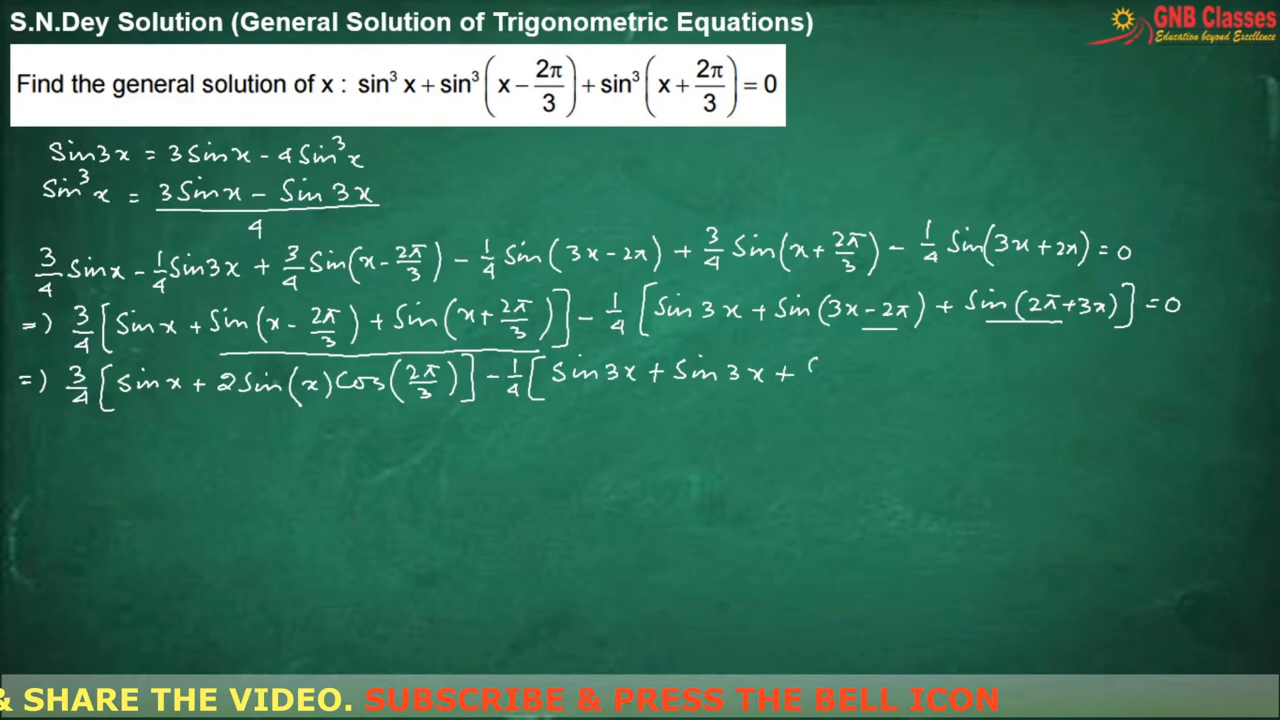 S.N.Dey Solution (General Solution of Trigonometric Equations)
GNB Classes
Education beyond Excellence
Find the general solution of x : sin³ x + sin³ (x − 2π/3) + sin³ (x + 2π/3) = 0
Sin3x = 3Sinx - 4Sin³x
Sin³x = (3Sinx - Sin 3x)/4
3/4 Sinx - 1/4 Sin3x + 3/4 Sin(x - 2π/3) - 1/4 Sin(3x - 2π) + 3/4 Sin(x + 2π/3) - 1/4 Sin(3x + 2π) = 0
=) 3/4 [Sinx + Sin(x - 2π/3) + Sin(x + 2π/3)] - 1/4 [Sin3x + Sin(3x - 2π) + Sin(2π + 3x)] = 0
=) 3/4 [Sinx + 2Sin(x)Cos(2π/3)] - 1/4 [Sin3x + Sin3x +
& SHARE THE VIDEO. SUBSCRIBE & PRESS THE BELL ICON